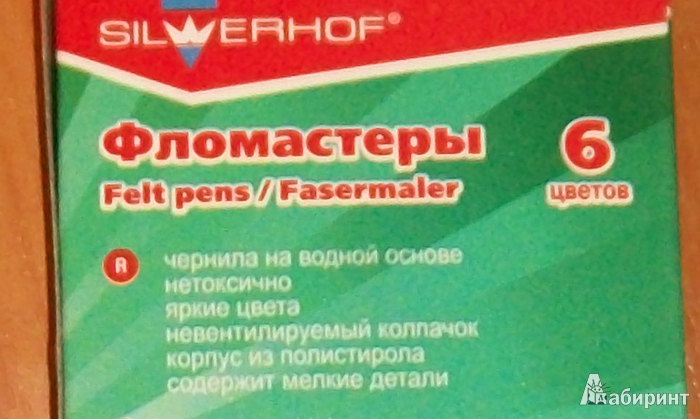 SILWERHOF®
Фломастеры
6
Felt pens / Fasermaler
цветов
R
чернила на водной основе
нетоксично
яркие цвета
невентилируемый колпачок
корпус из полистирола
содержит мелкие детали
Лабиринт